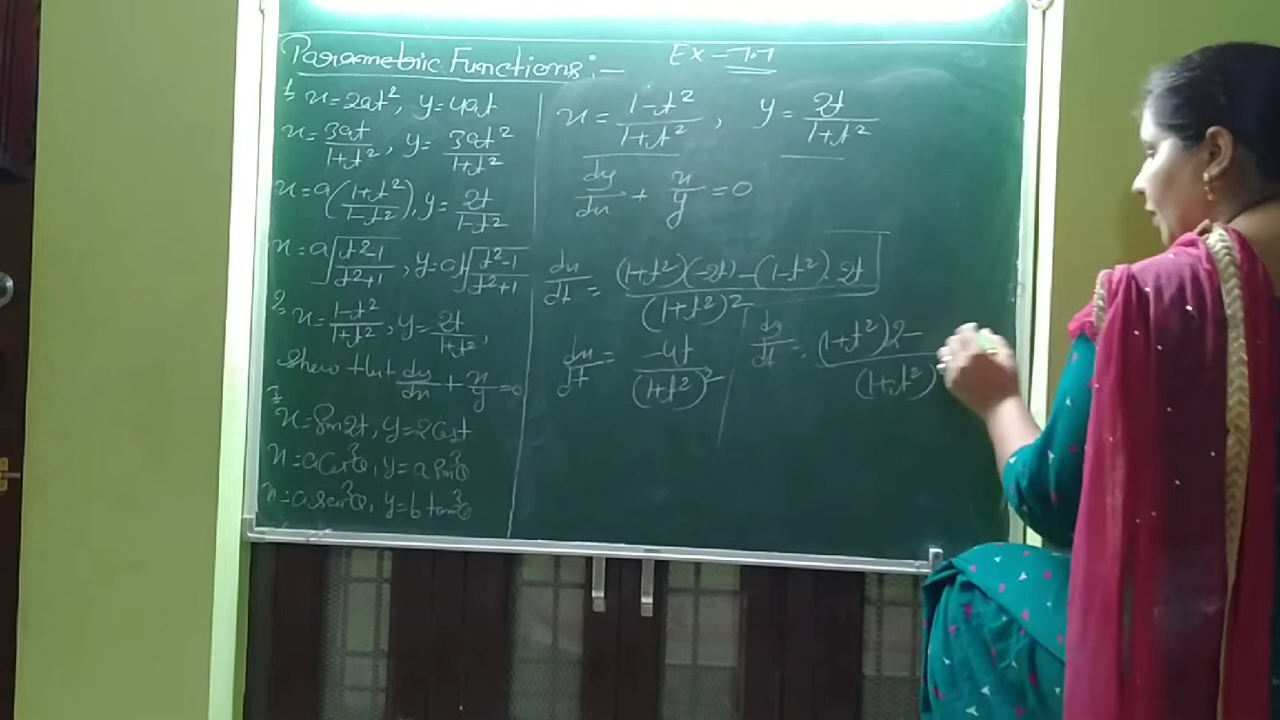 Parametric Functions :- Ex - 7.7
1, x = 2at², y = 4at
x = 3at/1+t², y = 3at²/1+t²
x = a(1+t²/1-t²), y = 2t/1-t²
x = a√t²-1/t²+1, y = at√t²-1/t²+1
2, x = 1-t²/1+t², y = 2t/1+t²,
show that dy/dx + x/y = 0
3, x = Sin2t, y = 2Cost
x = aCos³θ, y = a Sin³θ
x = a sec³θ, y = b tan³θ
x = 1-t²/1+t², y = 2t/1+t²
dy/dx + x/y = 0
dx/dt = (1+t²)(-2t) - (1-t²) 2t/(1+t²)²
dx/dt = -4t/(1+t²)²
dy/dt = (1+t²)2 -/(1+t²)